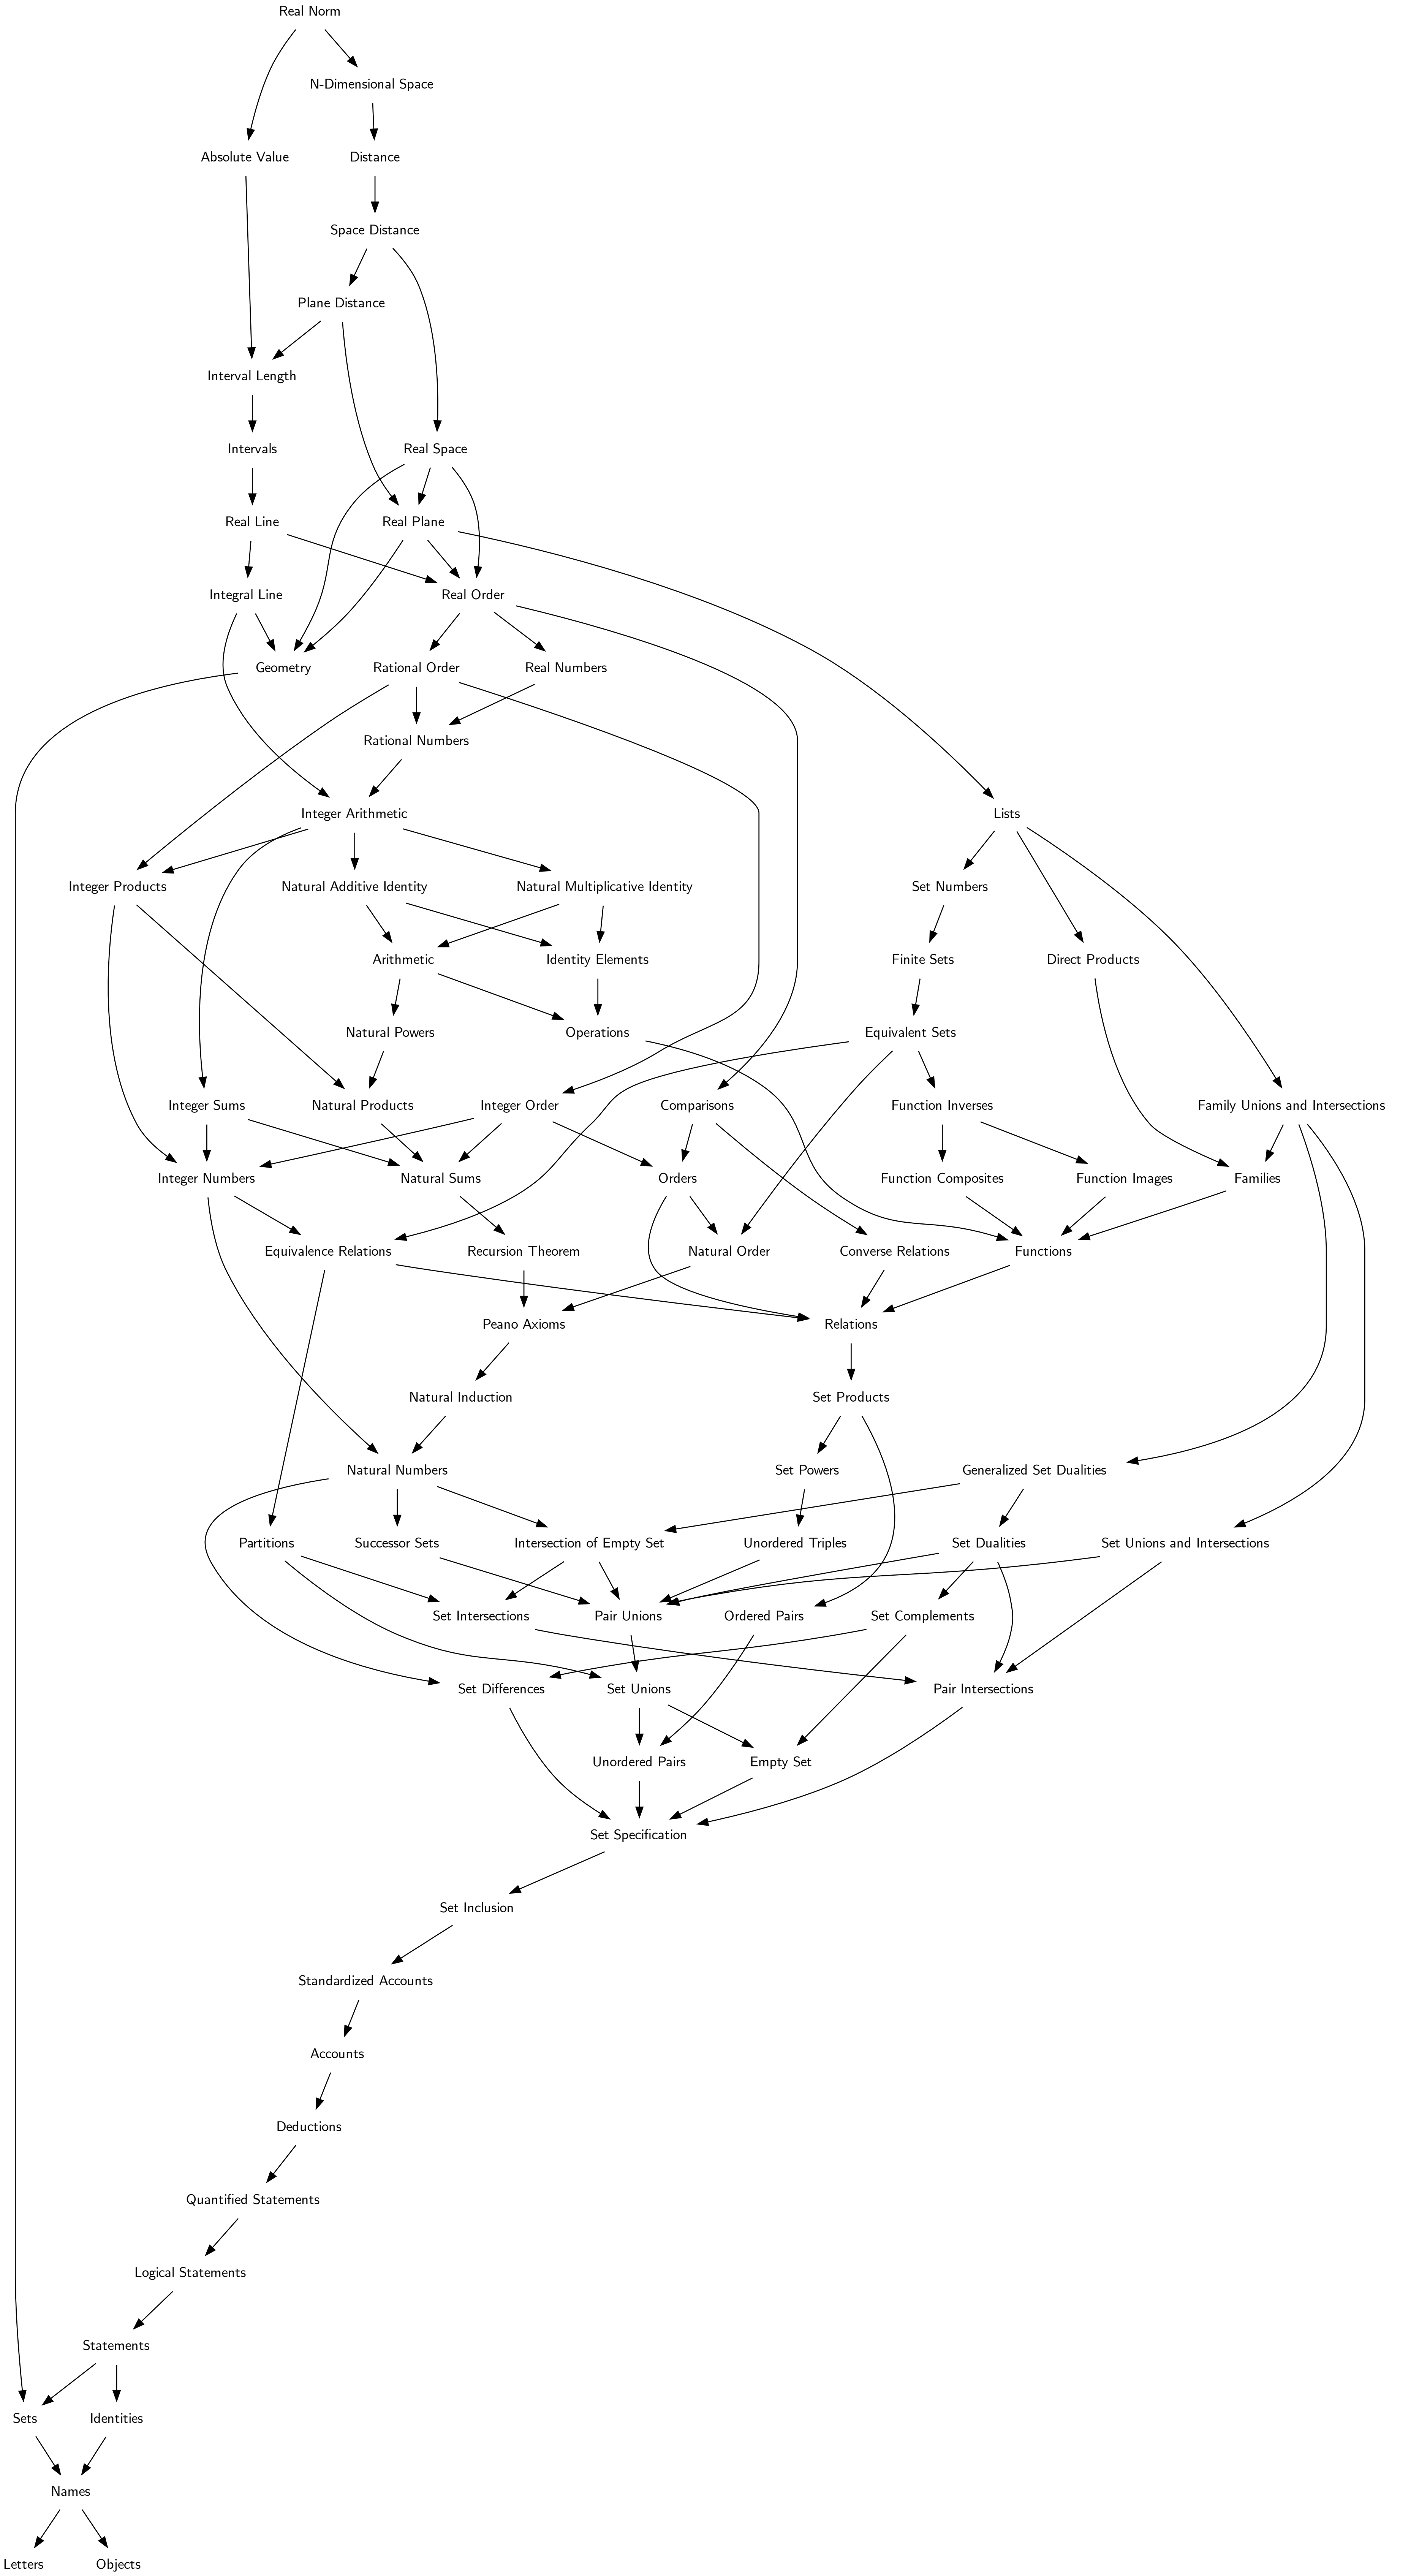 Real Norm
N-Dimensional Space
Absolute Value
Distance
Space Distance
Plane Distance
Interval Length
Intervals
Real Space
Real Line
Real Plane
Integral Line
Real Order
Geometry
Rational Order
Real Numbers
Rational Numbers
Integer Arithmetic
Lists
Integer Products
Natural Additive Identity
Natural Multiplicative Identity
Set Numbers
Arithmetic
Identity Elements
Finite Sets
Direct Products
Natural Powers
Operations
Equivalent Sets
Integer Sums
Natural Products
Integer Order
Comparisons
Function Inverses
Family Unions and Intersections
Integer Numbers
Natural Sums
Orders
Function Composites
Function Images
Families
Equivalence Relations
Recursion Theorem
Natural Order
Converse Relations
Functions
Peano Axioms
Relations
Natural Induction
Set Products
Natural Numbers
Set Powers
Generalized Set Dualities
Partitions
Successor Sets
Intersection of Empty Set
Unordered Triples
Set Dualities
Set Unions and Intersections
Set Intersections
Pair Unions
Ordered Pairs
Set Complements
Set Differences
Set Unions
Pair Intersections
Unordered Pairs
Empty Set
Set Specification
Set Inclusion
Standardized Accounts
Accounts
Deductions
Quantified Statements
Logical Statements
Statements
Sets
Identities
Names
Letters
Objects